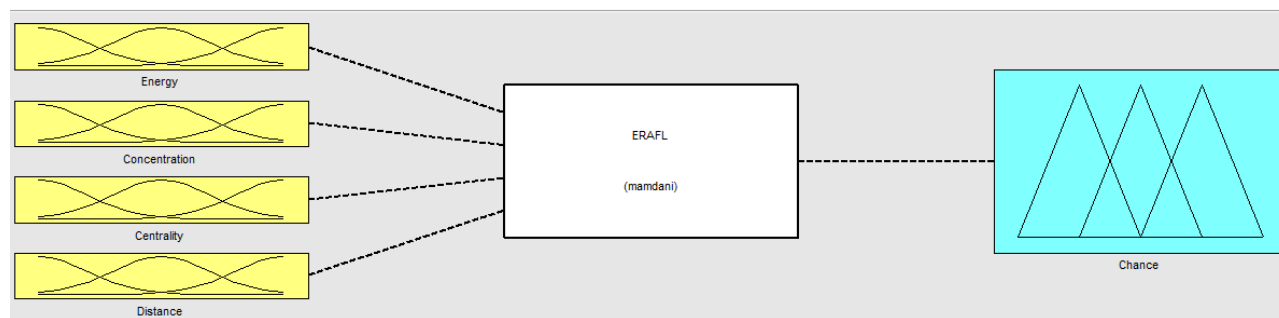 Energy
Concentration
Centrality
Distance
ERAFL
(mamdani)
Chance